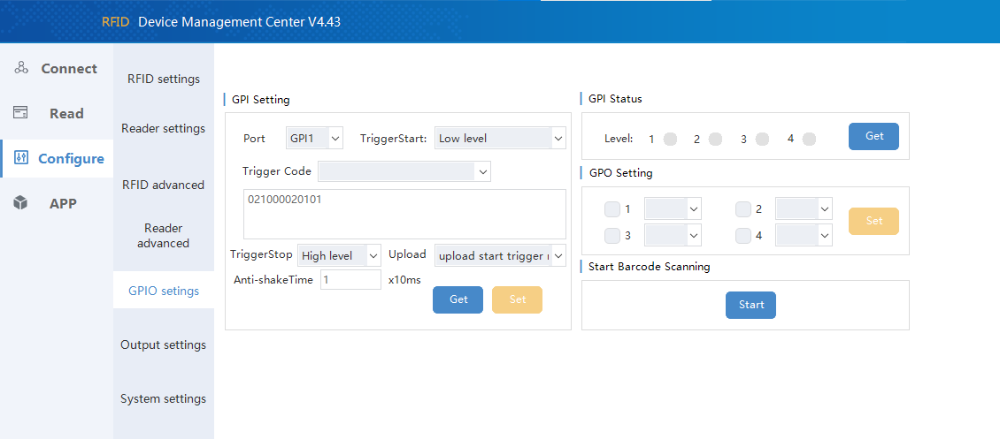 RFID Device Management Center V4.43
Connect
Read
Configure
APP
RFID settings
Reader settings
RFID advanced
Reader
advanced
GPIO setings
Output settings
System settings
GPI Setting
Port GPI1 TriggerStart: Low level
Trigger Code
021000020101
TriggerStop High level Upload upload start trigger
Anti-shakeTime 1 x10ms
Get Set
GPI Status
Level: 1 2 3 4 Get
GPO Setting
1 2
Set
3 4
Start Barcode Scanning
Start